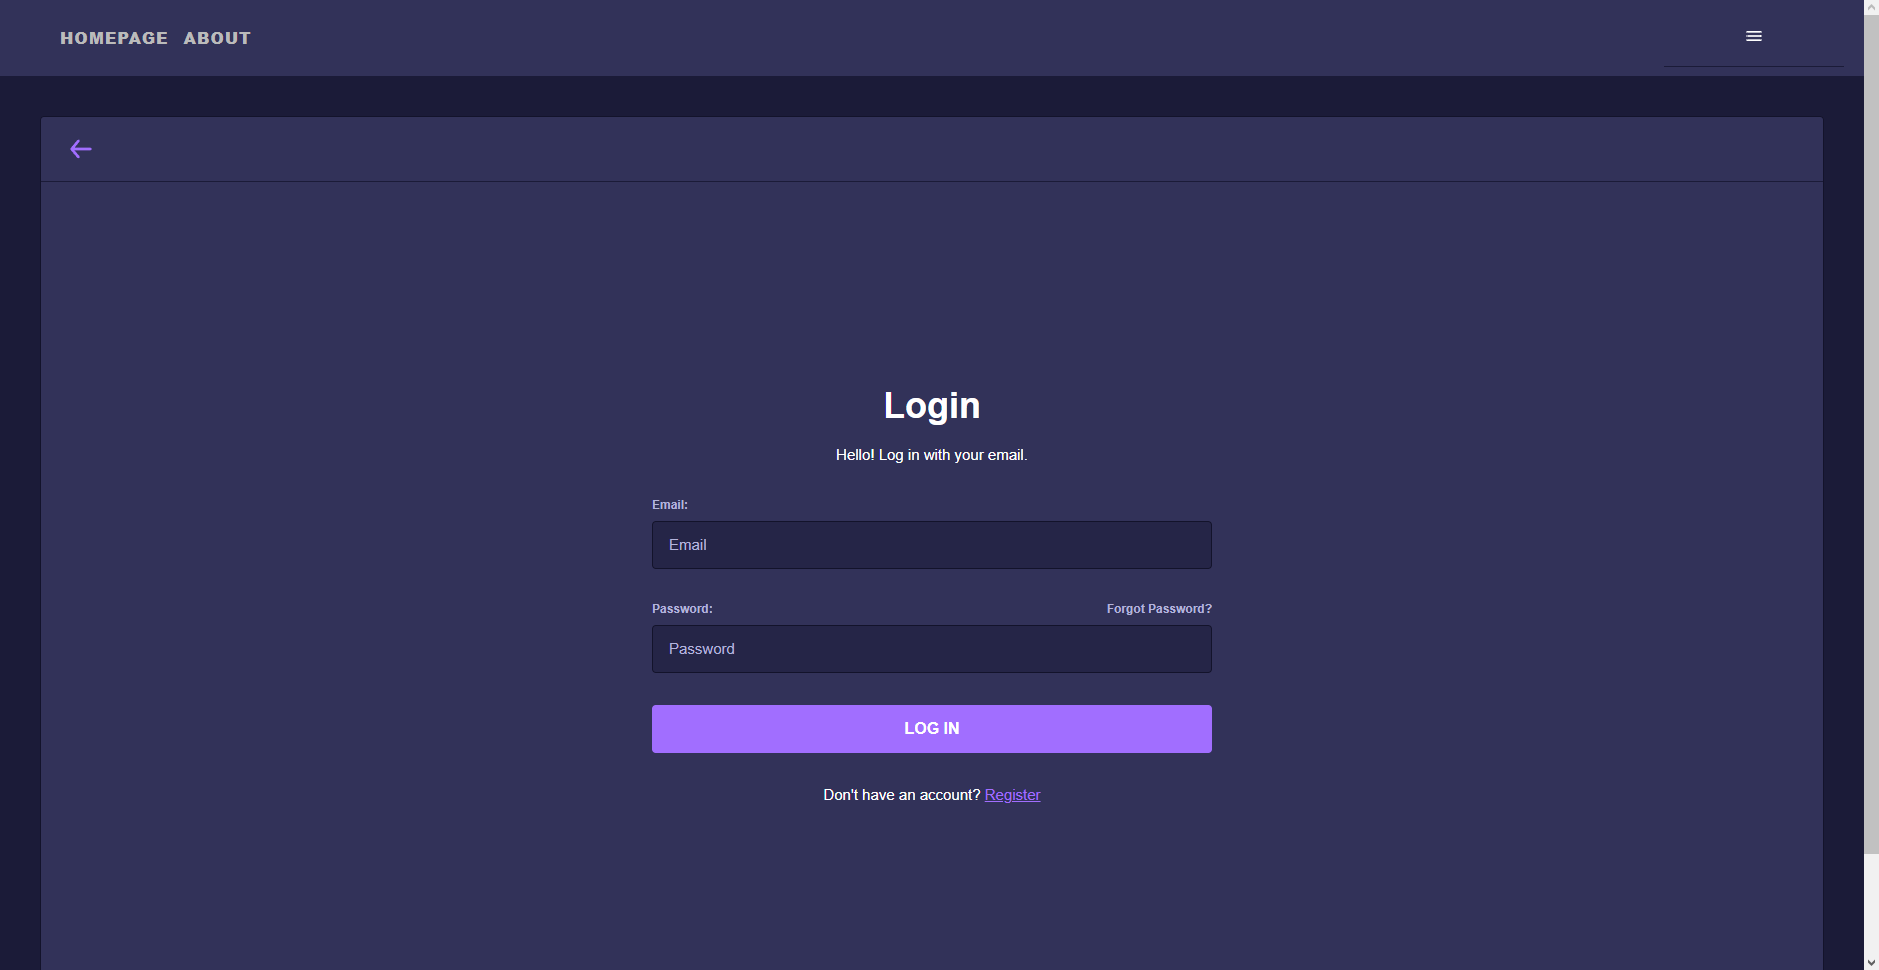 HOMEPAGE ABOUT
Login
Hello! Log in with your email.
Email:
Email
Password: Forgot Password?
Password
LOG IN
Don't have an account? Register